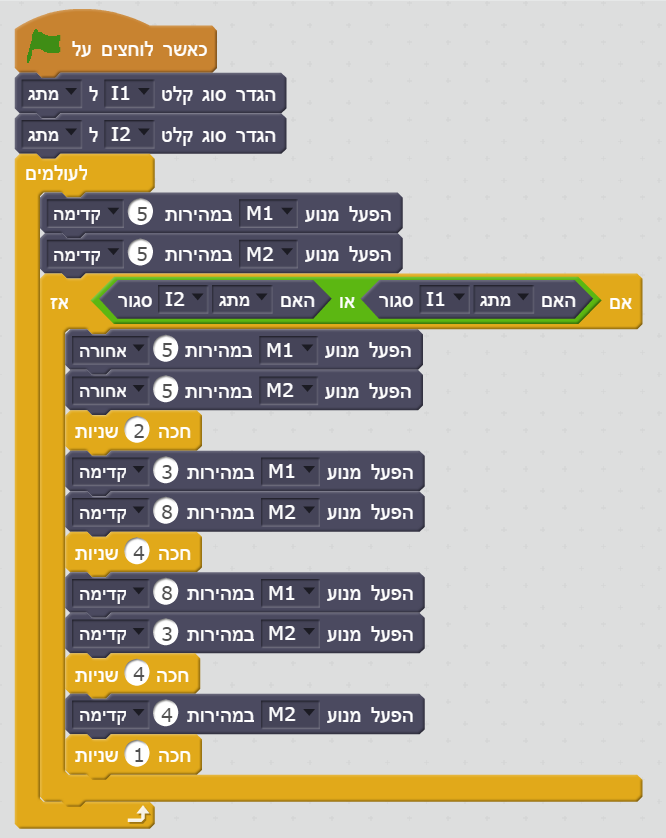 כאשר לוחצים על
הגדר סוג קלט I1 ל מתג
הגדר סוג קלט I2 ל מתג
לעולמים
הפעל מנוע M1 במהירות 5 קדימה
הפעל מנוע M2 במהירות 5 קדימה
אם האם מתג I1 סגור או האם מתג I2 סגור אז
הפעל מנוע M1 במהירות 5 אחורה
הפעל מנוע M2 במהירות 5 אחורה
חכה 2 שניות
הפעל מנוע M1 במהירות 3 קדימה
הפעל מנוע M2 במהירות 8 קדימה
חכה 4 שניות
הפעל מנוע M1 במהירות 8 קדימה
הפעל מנוע M2 במהירות 3 קדימה
חכה 4 שניות
הפעל מנוע M2 במהירות 4 קדימה
חכה 1 שניות